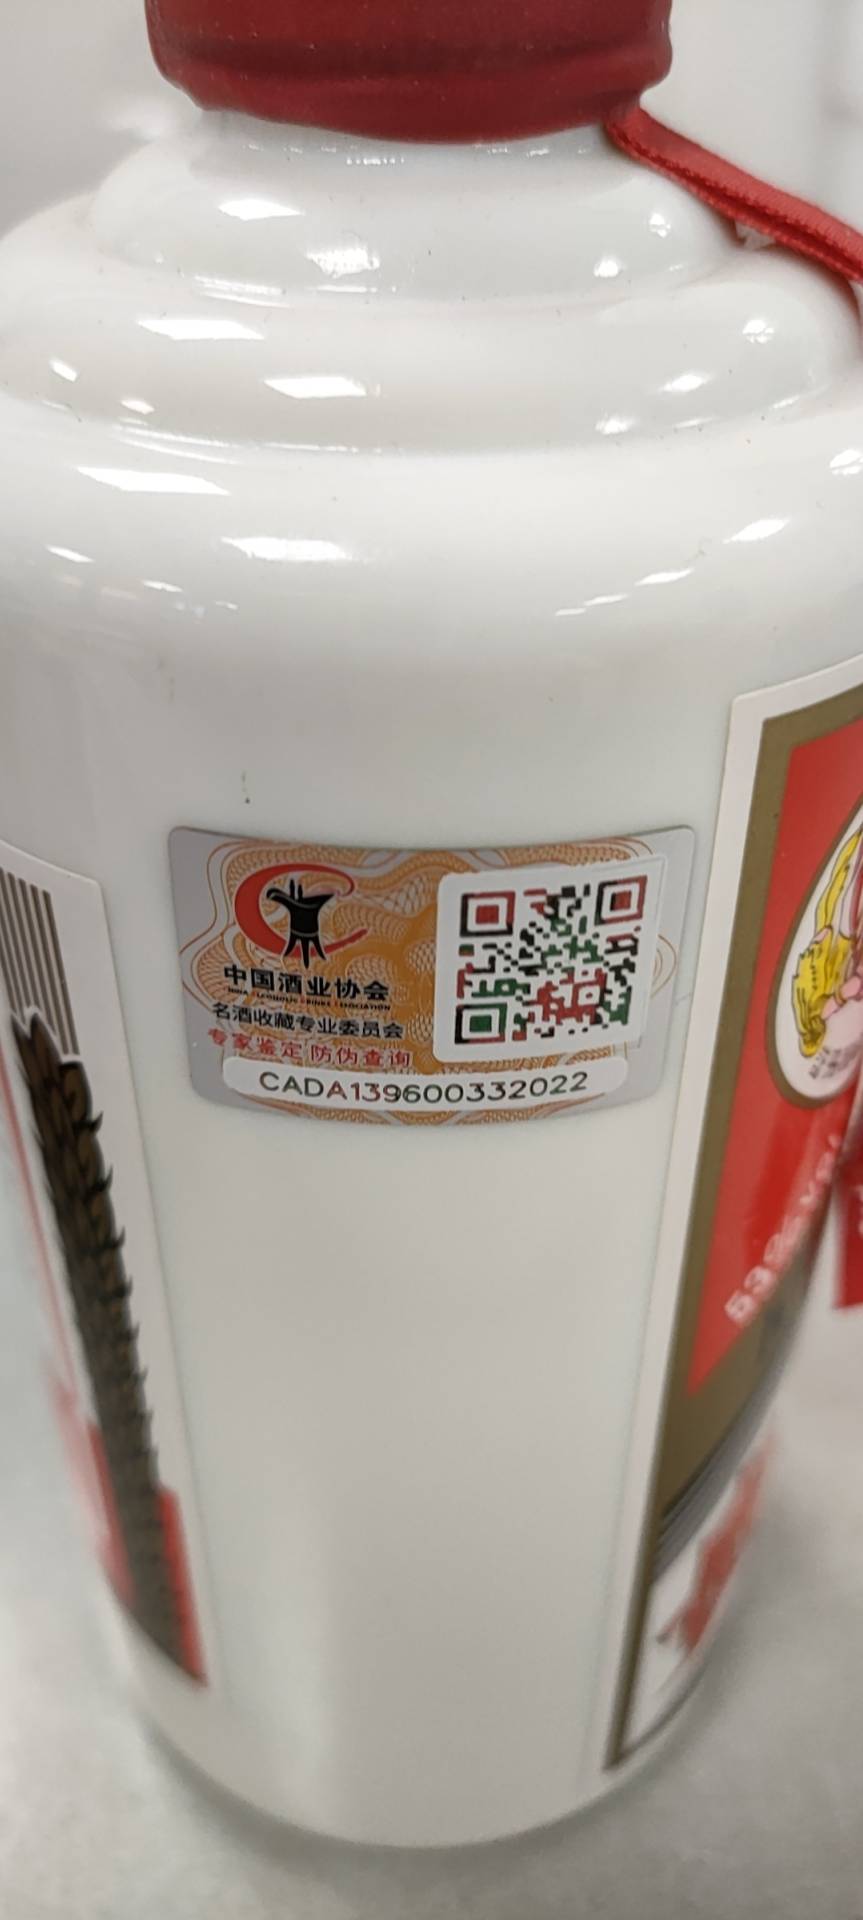 中国酒业协会
名酒收藏专业委员会
专家鉴定 防伪查询
CADA139600332022
53%